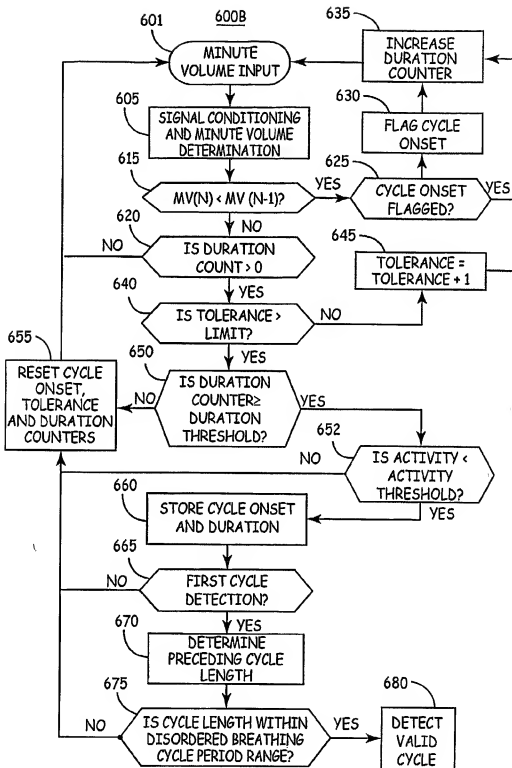 600B
601
MINUTE
VOLUME INPUT
635
INCREASE
DURATION
COUNTER
605
SIGNAL CONDITIONING
AND MINUTE VOLUME
DETERMINATION
630
FLAG CYCLE
ONSET
615
MV(N) < MV (N-1)?
YES
NO
625
CYCLE ONSET
FLAGGED?
YES
620
IS DURATION
COUNT > 0
NO
YES
645
TOLERANCE =
TOLERANCE + 1
640
IS TOLERANCE >
LIMIT?
NO
YES
655
RESET CYCLE
ONSET,
TOLERANCE
AND DURATION
COUNTERS
650
IS DURATION
COUNTER ≥
DURATION
THRESHOLD?
NO
YES
652
IS ACTIVITY <
ACTIVITY
THRESHOLD?
NO
YES
660
STORE CYCLE ONSET
AND DURATION
665
FIRST CYCLE
DETECTION?
NO
YES
670
DETERMINE
PRECEDING CYCLE
LENGTH
675
IS CYCLE LENGTH WITHIN
DISORDERED BREATHING
CYCLE PERIOD RANGE?
NO
YES
680
DETECT
VALID
CYCLE